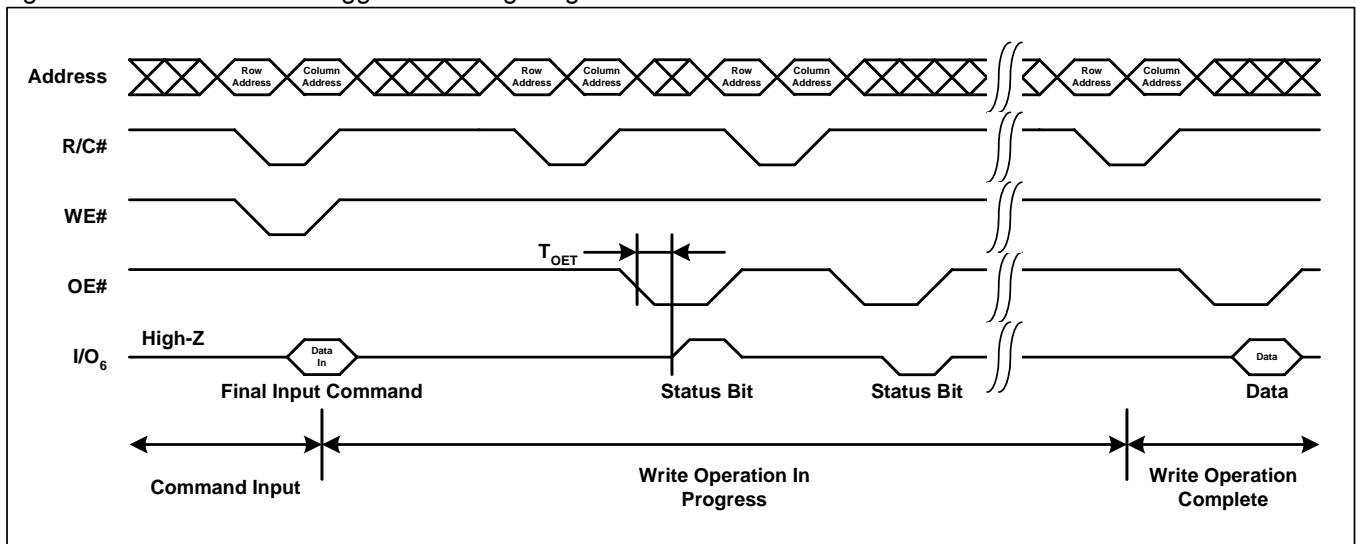 Address
Row Address Column Address Row Address Column Address Row Address Column Address Row Address Column Address
R/C#
WE#
TOET
OE#
High-Z
I/O6
Data In
Data
Final Input Command Status Bit Status Bit Data
Command Input
Write Operation In
Progress
Write Operation
Complete